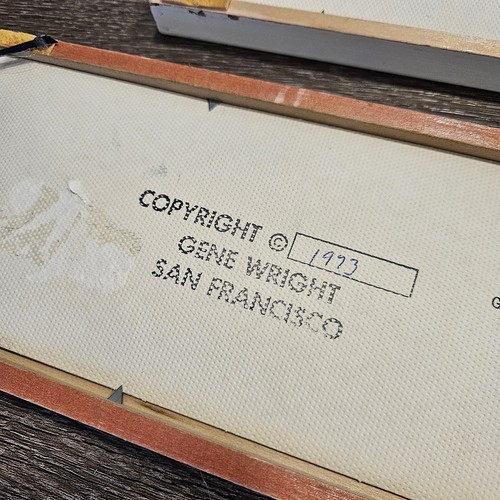 COPYRIGHT © 1993
GENE WRIGHT
SAN FRANCISCO
G